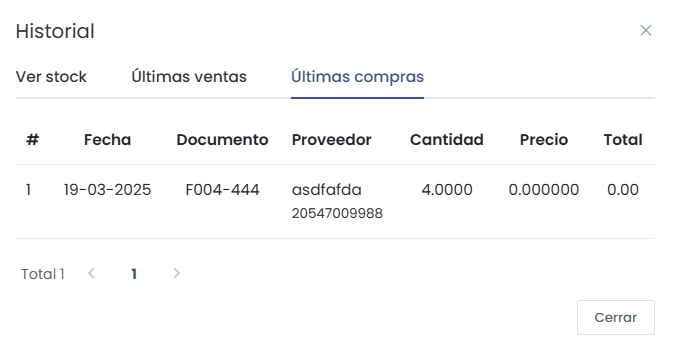 Historial
Ver stock Últimas ventas Últimas compras
# Fecha Documento Proveedor Cantidad Precio Total
1 19-03-2025 F004-444 asdfafda 4.0000 0.000000 0.00
20547009988
Total 1 1
Cerrar